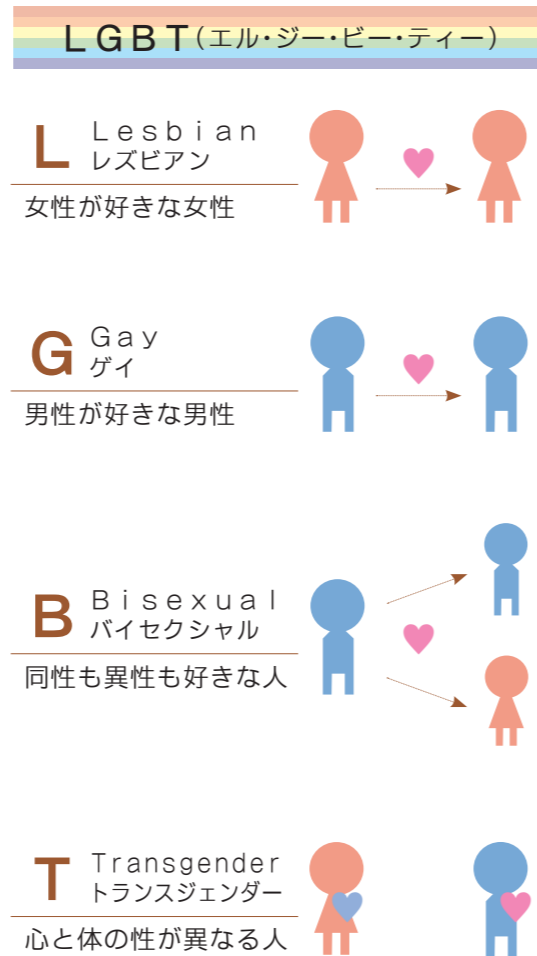 LGBT(エル・ジー・ビー・ティー)
L
Lesbian
レズビアン
女性が好きな女性
G
Gay
ゲイ
男性が好きな男性
B
Bisexual
バイセクシャル
同性も異性も好きな人
T
Transgender
トランスジェンダー
心と体の性が異なる人